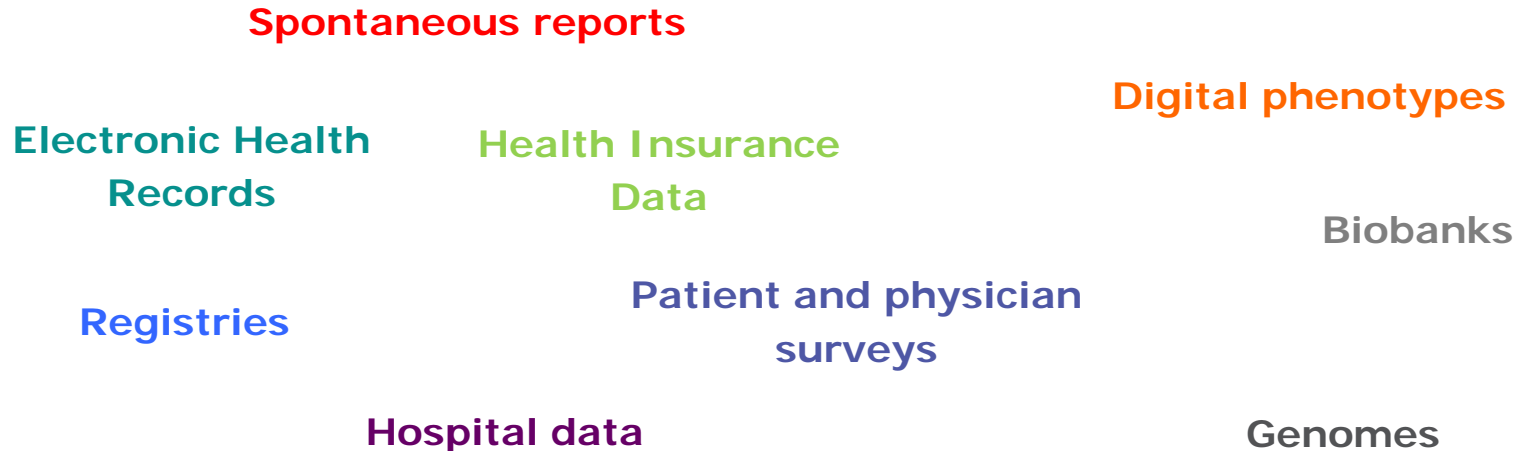 Spontaneous reports
Digital phenotypes
Electronic Health
Records
Health Insurance
Data
Biobanks
Patient and physician
surveys
Registries
Hospital data
Genomes